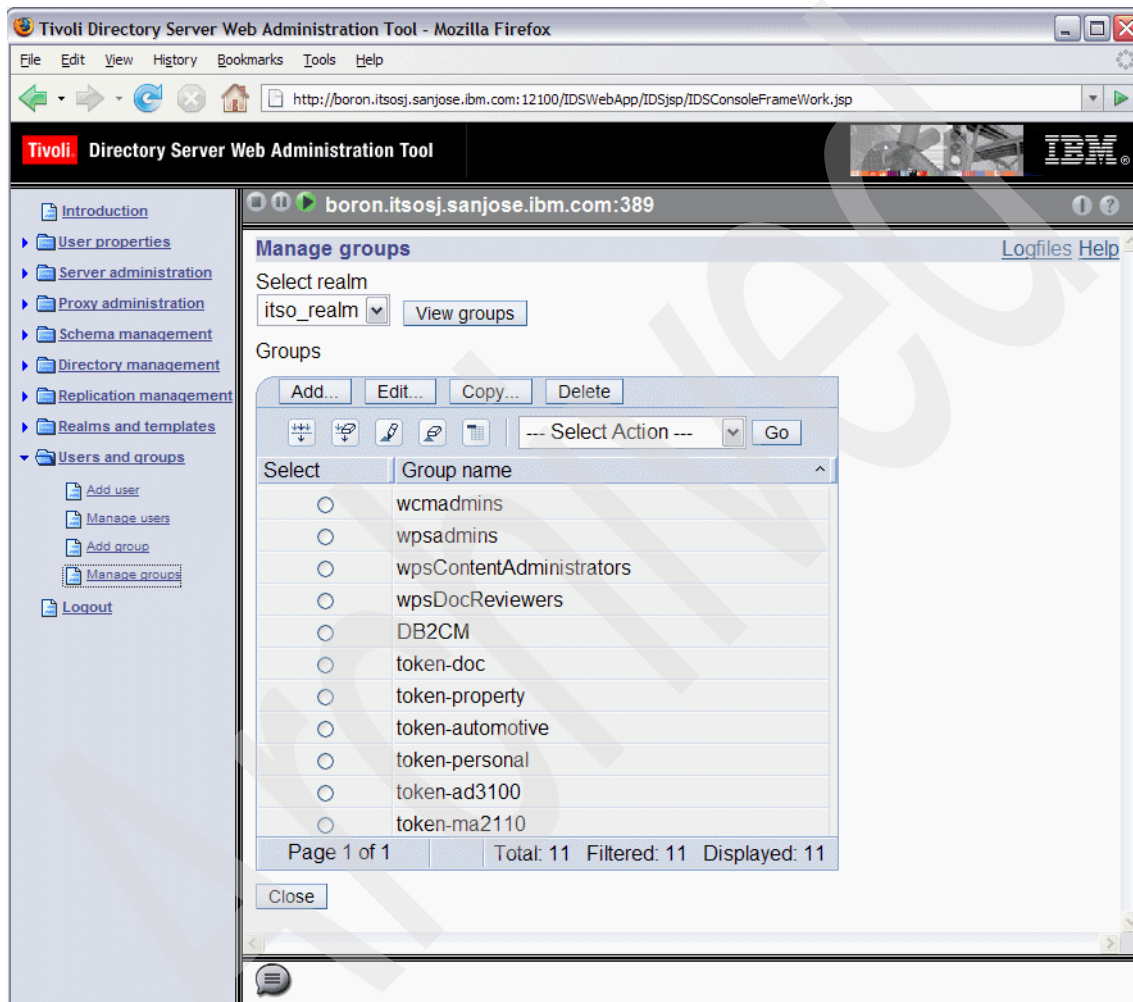 Tivoli Directory Server Web Administration Tool - Mozilla Firefox
File Edit View History Bookmarks Tools Help
http://boron.itsosj.sanjose.ibm.com:12100/IDSWebApp/IDSjsp/IDSConsoleFrameWork.jsp
Tivoli. Directory Server Web Administration Tool
IBM.
Introduction
User properties
Server administration
Proxy administration
Schema management
Directory management
Replication management
Realms and templates
Users and groups
Add user
Manage users
Add group
Manage groups
Logout
boron.itsosj.sanjose.ibm.com:389
Manage groups Logfiles Help
Select realm
itso_realm View groups
Groups
Add... Edit... Copy... Delete
--- Select Action --- Go
Select Group name
wcmadmins
wpsadmins
wpsContentAdministrators
wpsDocReviewers
DB2CM
token-doc
token-property
token-automotive
token-personal
token-ad3100
token-ma2110
Page 1 of 1 Total: 11 Filtered: 11 Displayed: 11
Close
Archived